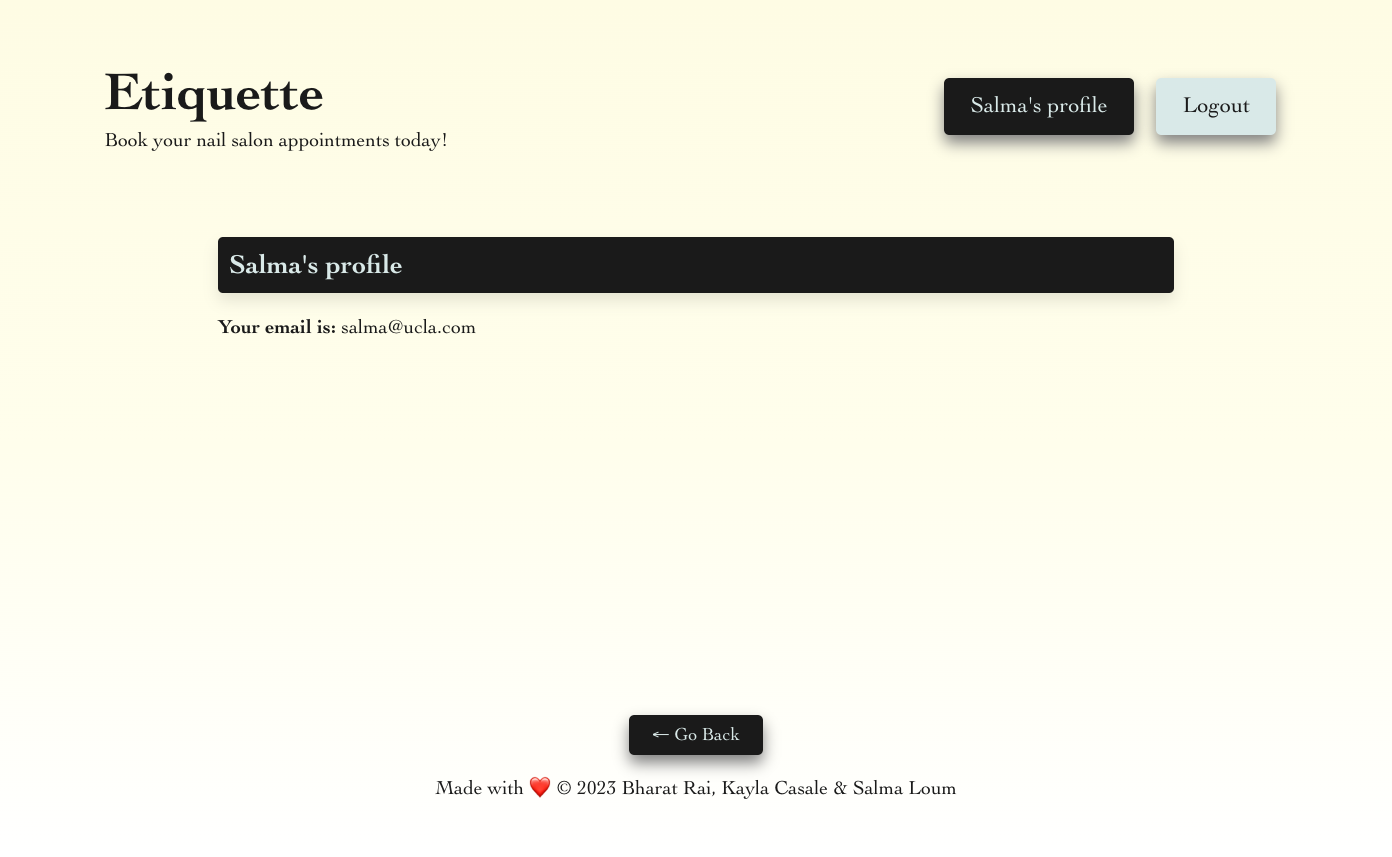 Etiquette
Book your nail salon appointments today!
Salma's profile
Logout
Salma's profile
Your email is: salma@ucla.com
← Go Back
Made with ❤️ © 2023 Bharat Rai, Kayla Casale & Salma Loum